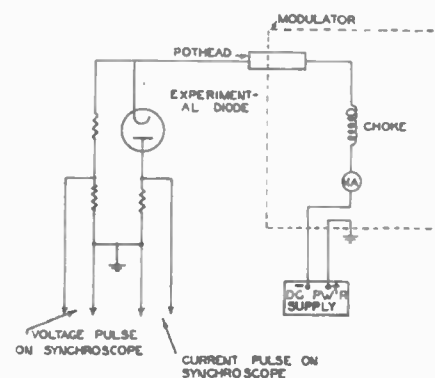 MODULATOR
POTHEAD
EXPERIMENT-
AL DIODE
CHOKE
MA
- +
DC PW'R
SUPPLY
VOLTAGE PULSE
ON SYNCHROSCOPE
CURRENT PULSE ON
SYNCHROSCOPE